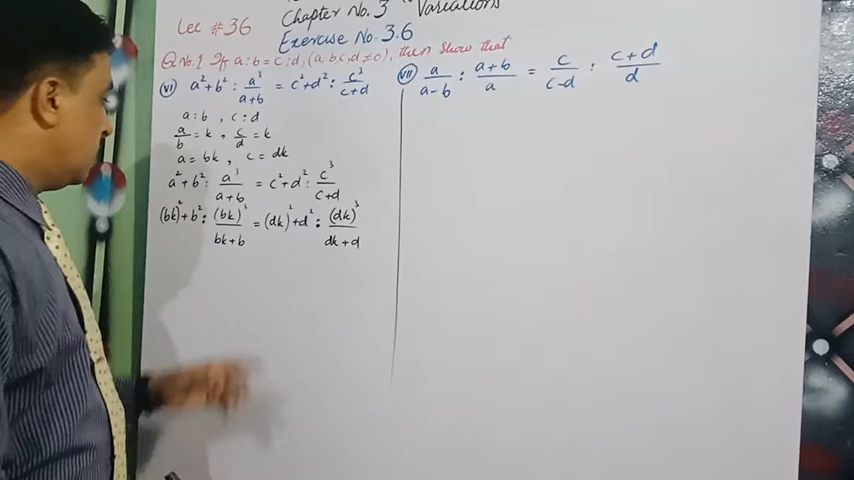 Lec #36
Chapter No. 3 "Variations
Exercise No. 3.6
Q No.1 If a:b = c:d, (a,b,c,d ≠ 0), then show that
(vi) a²+b² : a³/(a+b) = c²+d² : c³/(c+d)
a:b , c:d
a/b = k , c/d = k
a = bk , c = dk
a²+b² : a³/(a+b) = c²+d² : c³/(c+d)
(bk)²+b² : (bk)³/(bk+b) = (dk)²+d² : (dk)³/(dk+d)
(vii) a/(a-b) : (a+b)/a = c/(c-d) : (c+d)/d